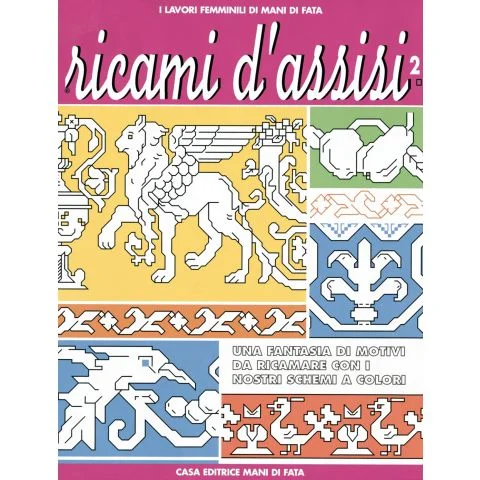 I LAVORI FEMMINILI DI MANI DI FATA
ricami d'assisi 2
UNA FANTASIA DI MOTIVI
DA RICAMARE CON I
NOSTRI SCHEMI A COLORI
CASA EDITRICE MANI DI FATA